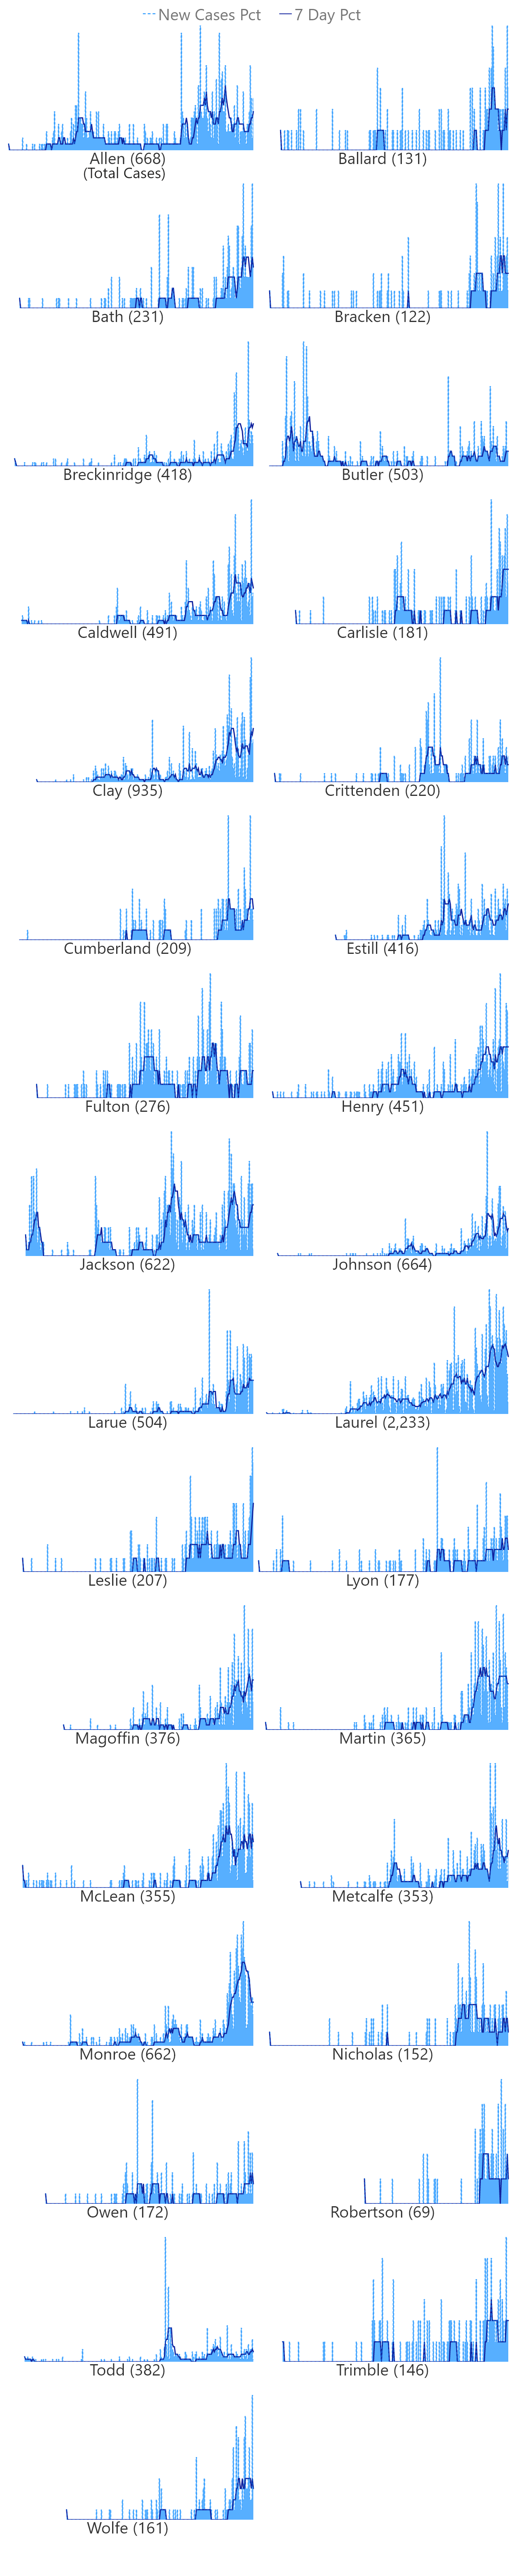 New Cases Pct 7 Day Pct
Allen (668)
(Total Cases)
Ballard (131)
Bath (231)
Bracken (122)
Breckinridge (418)
Butler (503)
Caldwell (491)
Carlisle (181)
Clay (935)
Crittenden (220)
Cumberland (209)
Estill (416)
Fulton (276)
Henry (451)
Jackson (622)
Johnson (664)
Larue (504)
Laurel (2,233)
Leslie (207)
Lyon (177)
Magoffin (376)
Martin (365)
McLean (355)
Metcalfe (353)
Monroe (662)
Nicholas (152)
Owen (172)
Robertson (69)
Todd (382)
Trimble (146)
Wolfe (161)